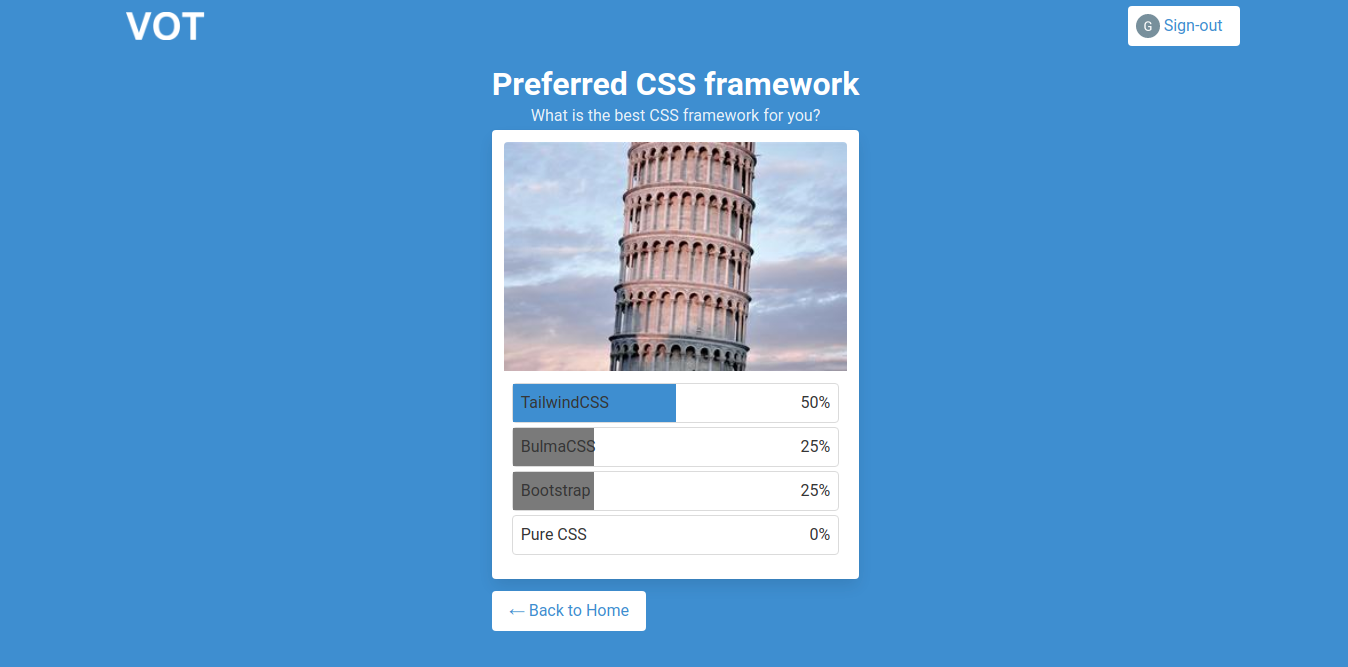 VOT
G Sign-out
Preferred CSS framework
What is the best CSS framework for you?
TailwindCSS 50%
BulmaCSS 25%
Bootstrap 25%
Pure CSS 0%
← Back to Home